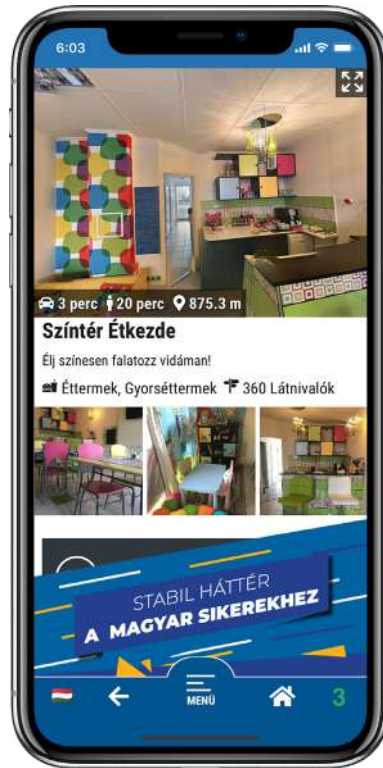 6:03
3 perc 20 perc 875.3 m
Színtér Étkezde
Élj színesen falatozz vidáman!
Éttermek, Gyorséttermek 360 Látnivalók
STABIL HÁTTÉR
A MAGYAR SIKEREKHEZ
MENÜ
3